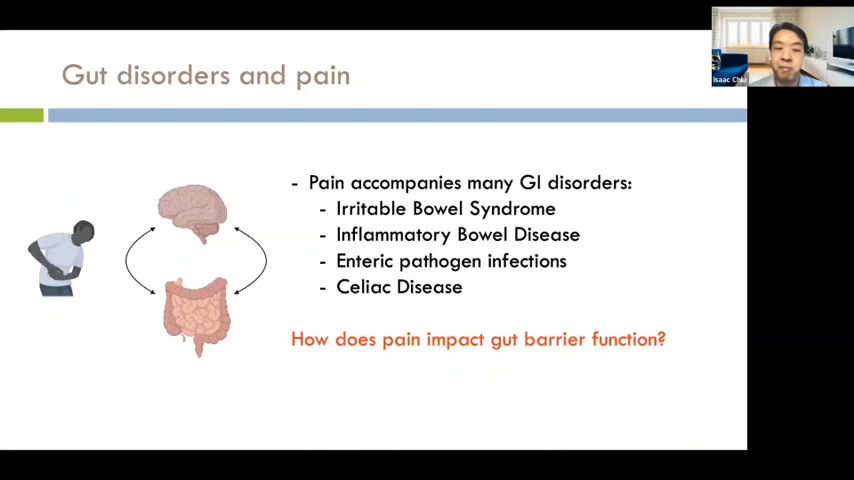 Gut disorders and pain
Isaac Chiu
- Pain accompanies many GI disorders:
- Irritable Bowel Syndrome
- Inflammatory Bowel Disease
- Enteric pathogen infections
- Celiac Disease
How does pain impact gut barrier function?